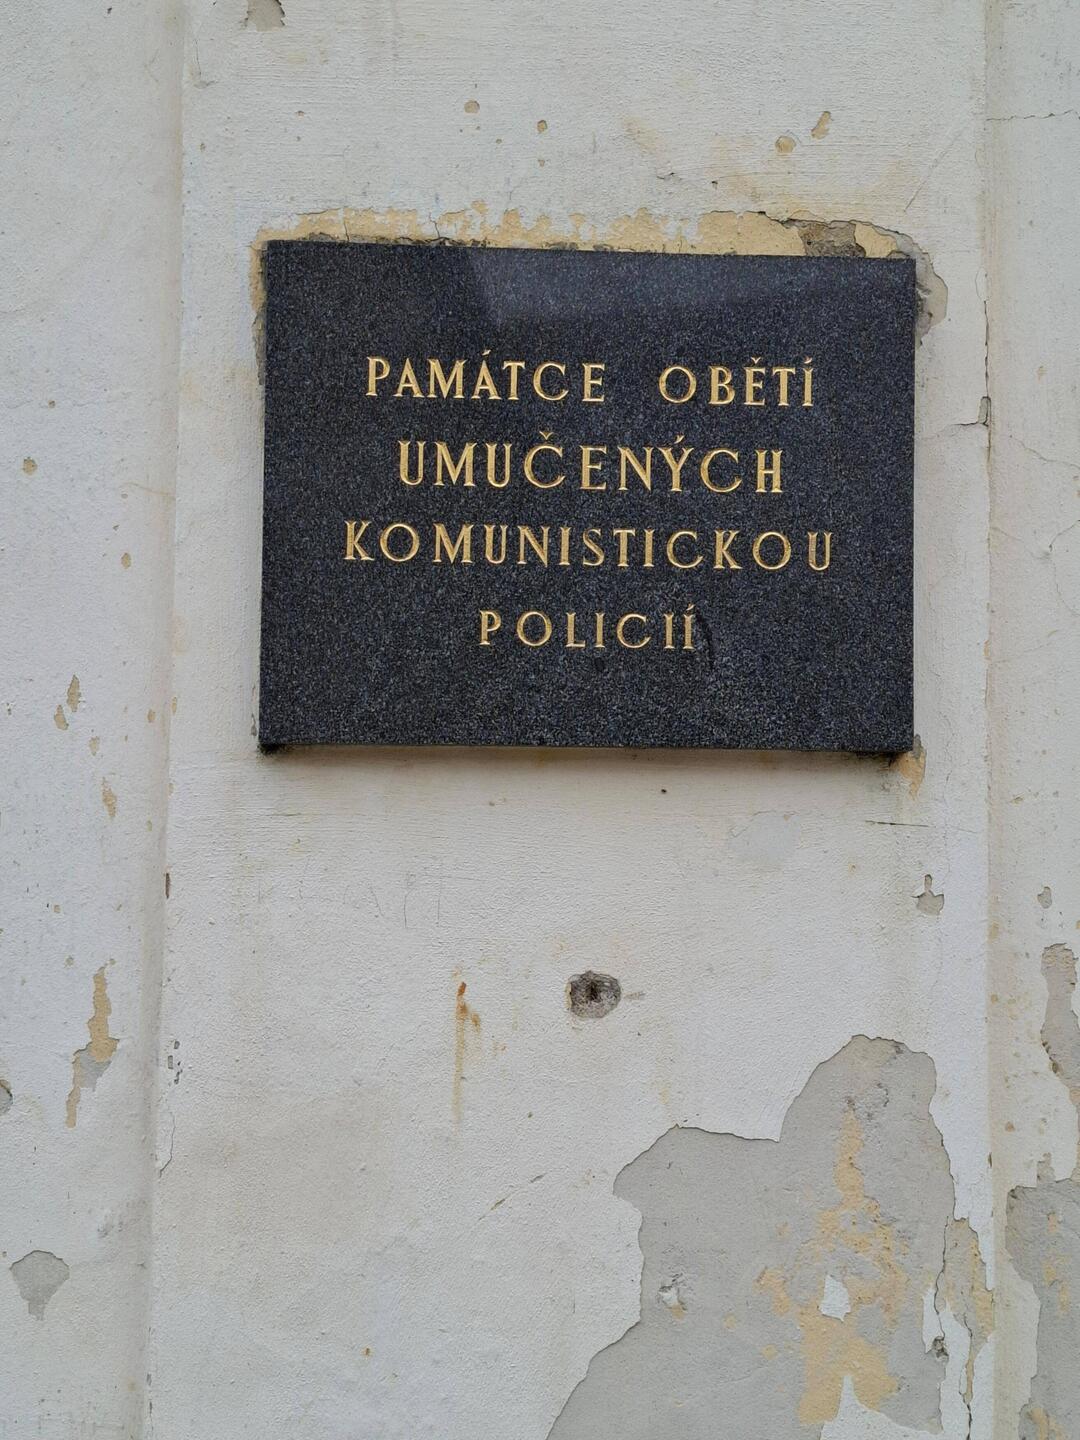 PAMÁTCE OBĚTÍ
UMUČENÝCH
KOMUNISTICKOU
POLICIÍ